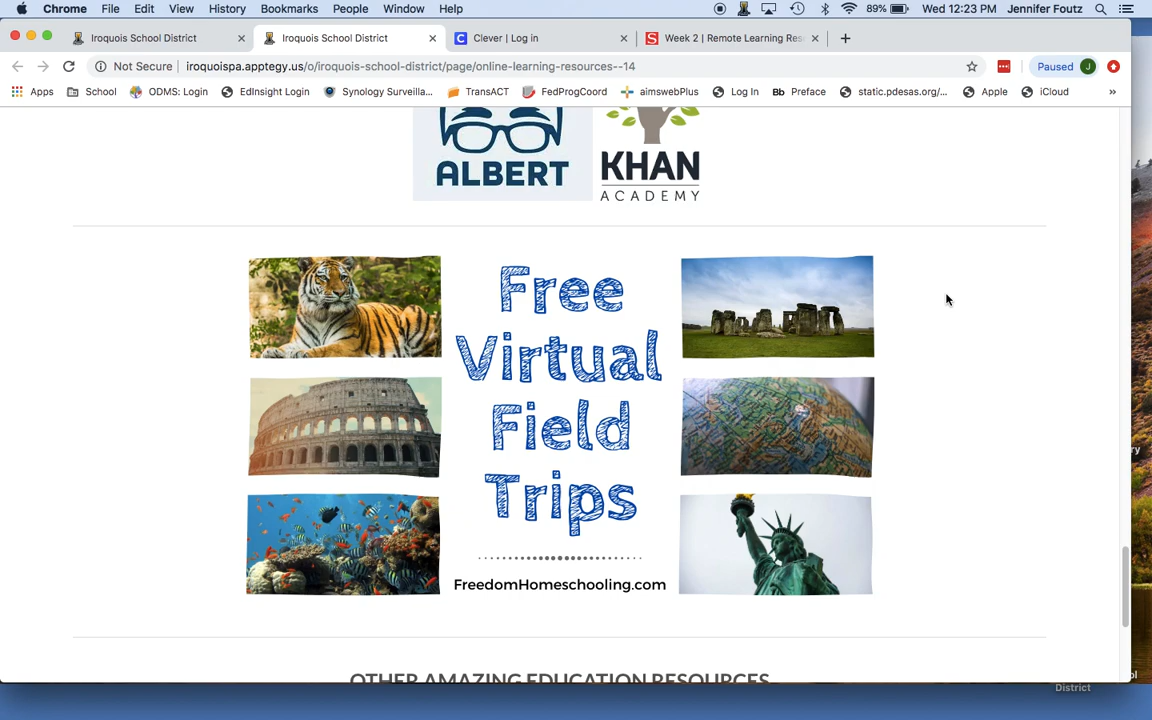 Chrome File Edit View History Bookmarks People Window Help 89% Wed 12:23 PM Jennifer Foutz
Iroquois School District Iroquois School District Clever | Log in Week 2 | Remote Learning Res
Not Secure iroquoispa.apptegy.us/o/iroquois-school-district/page/online-learning-resources--14 Paused J
Apps School ODMS: Login EdInsight Login Synology Surveilla... TransACT FedProgCoord aimswebPlus Log In Bb Preface static.pdesas.org/... Apple iCloud »
ALBERT
KHAN
ACADEMY
Free
Virtual
Field
Trips
FreedomHomeschooling.com
OTHER AMAZING EDUCATION RESOURCES
District